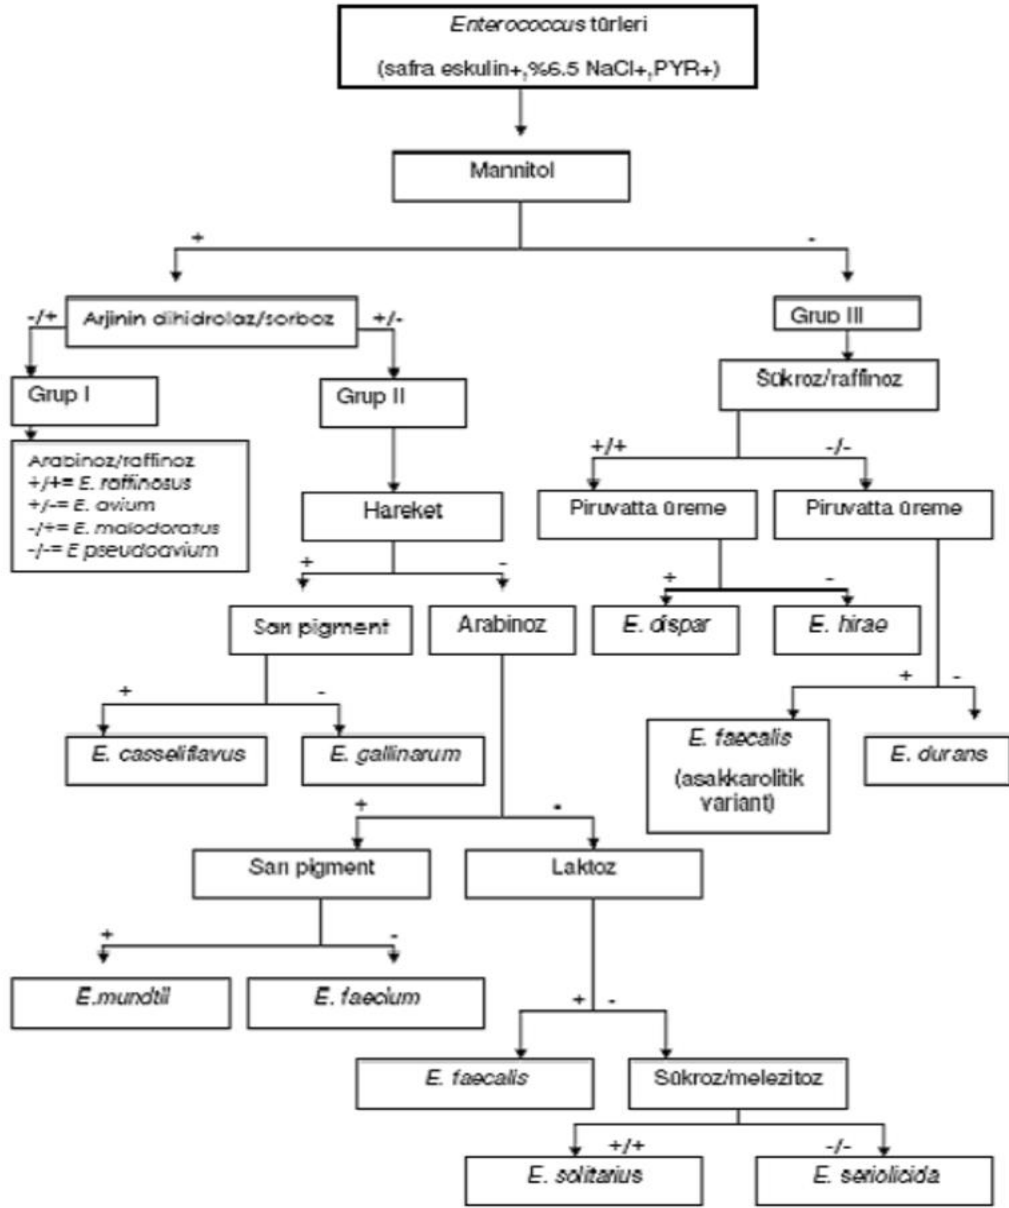 Enterococcus türleri
(safra eskulin+,%6.5 NaCl+,PYR+)
Mannitol
+
-
Arjinin dihidrolaz/sorboz
-/+
+/-
Grup III
Grup I
Grup II
Sükroz/raffinoz
Arabinoz/raffinoz
+/+= E. raffinosus
+/-= E. avium
-/+= E. malodoratus
-/-= E pseudoavium
+/+
-/-
Hareket
Piruvatta üreme
Piruvatta üreme
+
-
+
-
Sarı pigment
Arabinoz
E. dispar
E. hirae
+
-
+
-
E. casseliflavus
E. gallinarum
E. faecalis
(asakkarolitik
variant)
E. durans
+
-
Sarı pigment
Laktoz
+
-
E.mundtii
E. faecium
+
-
E. faecalis
Sükroz/melezitoz
+/+
-/-
E. solitarius
E. seriolicida